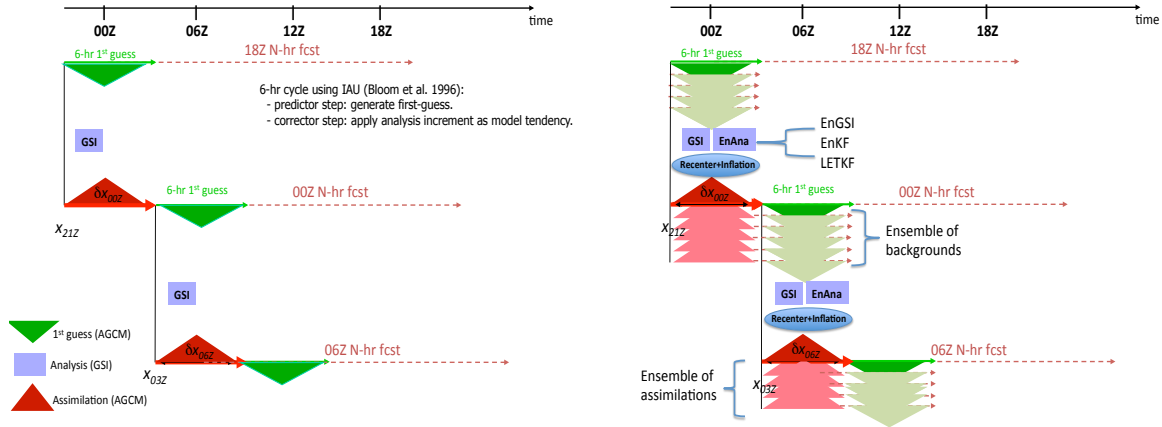 time
00Z 06Z 12Z 18Z
6-hr 1st guess
18Z N-hr fcst
6-hr cycle using IAU (Bloom et al. 1996):
- predictor step: generate first-guess.
- corrector step: apply analysis increment as model tendency.
GSI
δx00Z
6-hr 1st guess
00Z N-hr fcst
x21Z
GSI
1st guess (AGCM)
Analysis (GSI)
Assimilation (AGCM)
δx06Z
06Z N-hr fcst
x03Z
time
00Z 06Z 12Z 18Z
6-hr 1st guess
18Z N-hr fcst
GSI EnAna
EnGSI
EnKF
LETKF
Recenter+Inflation
δx00Z
6-hr 1st guess
00Z N-hr fcst
x21Z
Ensemble of
backgrounds
GSI EnAna
Recenter+Inflation
δx06Z
06Z N-hr fcst
x03Z
Ensemble of
assimilations